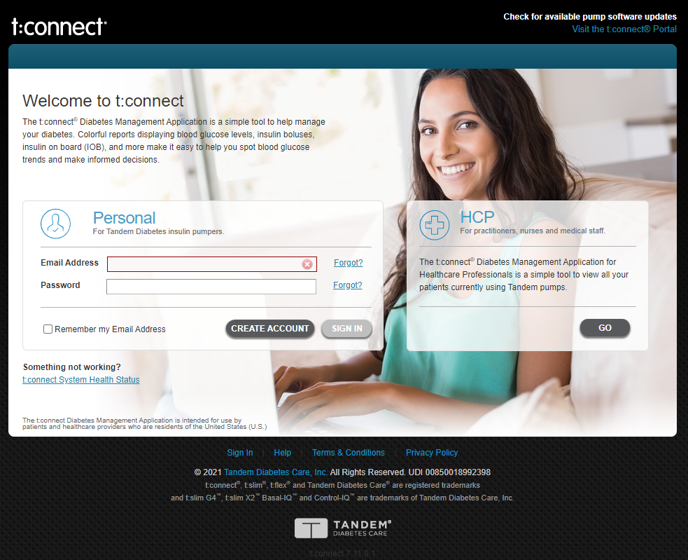 t:connect®
Check for available pump software updates
Visit the t:connect® Portal
Welcome to t:connect
The t:connect® Diabetes Management Application is a simple tool to help manage
your diabetes. Colorful reports displaying blood glucose levels, insulin boluses,
insulin on board (IOB), and more make it easy to help you spot blood glucose
trends and make informed decisions.
Personal
For Tandem Diabetes insulin pumpers.
Email Address
Forgot?
Password
Forgot?
Remember my Email Address
CREATE ACCOUNT
SIGN IN
HCP
For practitioners, nurses and medical staff.
The t:connect® Diabetes Management Application for
Healthcare Professionals is a simple tool to view all your
patients currently using Tandem pumps.
GO
Something not working?
t:connect System Health Status
The t:connect Diabetes Management Application is intended for use by
patients and healthcare providers who are residents of the United States (U.S.)
Sign In | Help | Terms & Conditions | Privacy Policy
© 2021 Tandem Diabetes Care, Inc. All Rights Reserved. UDI 00850018992398
t:connect®, t:slim®, t:flex® and Tandem Diabetes Care® are registered trademarks
and t:slim G4™, t:slim X2™ Basal-IQ™ and Control-IQ™ are trademarks of Tandem Diabetes Care, Inc.
TANDEM®
DIABETES CARE
t:connect 7.11.0.1